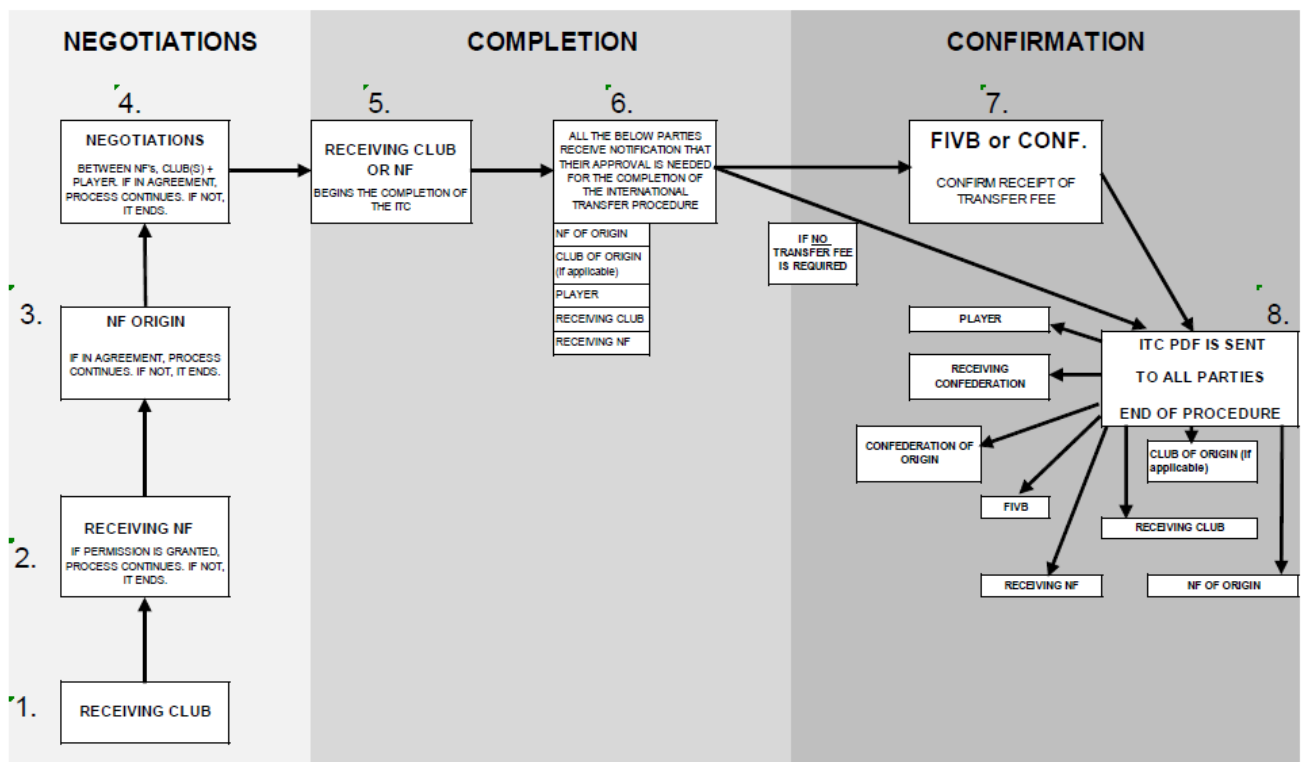 NEGOTIATIONS
COMPLETION
CONFIRMATION
4.
NEGOTIATIONS
BETWEEN NF's, CLUB(S) +
PLAYER. IF IN AGREEMENT,
PROCESS CONTINUES. IF NOT,
IT ENDS.
5.
RECEIVING CLUB
OR NF
BEGINS THE COMPLETION OF
THE ITC
6.
ALL THE BELOW PARTIES
RECEIVE NOTIFICATION THAT
THEIR APPROVAL IS NEEDED
FOR THE COMPLETION OF
THE INTERNATIONAL
TRANSFER PROCEDURE
NF OF ORIGIN
CLUB OF ORIGIN
(if applicable)
PLAYER
RECEIVING CLUB
RECEIVING NF
7.
FIVB or CONF.
CONFIRM RECEIPT OF
TRANSFER FEE
IF NO
TRANSFER FEE
IS REQUIRED
3.
NF ORIGIN
IF IN AGREEMENT, PROCESS
CONTINUES. IF NOT, IT ENDS.
8.
ITC PDF IS SENT
TO ALL PARTIES
END OF PROCEDURE
PLAYER
RECEIVING
CONFEDERATION
CONFEDERATION OF
ORIGIN
FIVB
RECEIVING NF
RECEIVING CLUB
CLUB OF ORIGIN (if
applicable)
NF OF ORIGIN
2.
RECEIVING NF
IF PERMISSION IS GRANTED,
PROCESS CONTINUES. IF NOT,
IT ENDS.
1.
RECEIVING CLUB